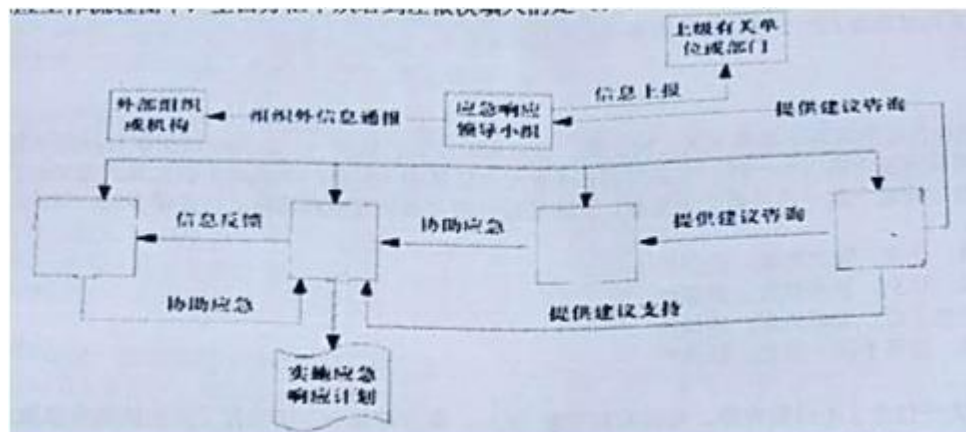 上级有关单
位或部门
外部组织
或机构
组织外信息通报
应急响应
领导小组
信息上报
提供建议咨询
信息反馈
协助应急
提供建议咨询
协助应急
提供建议支持
实施应急
响应计划